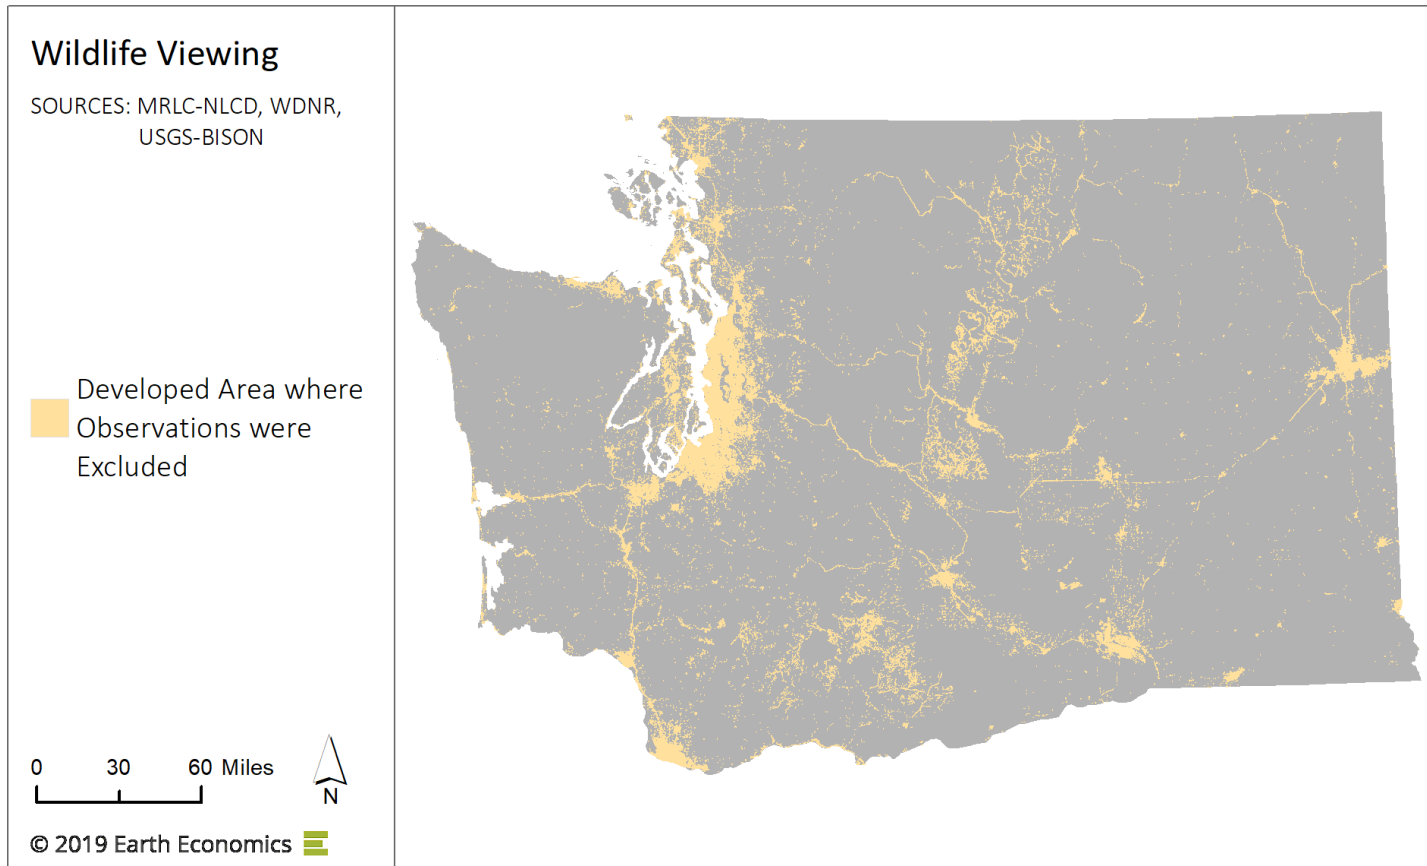 Wildlife Viewing
SOURCES: MRLC-NLCD, WDNR,
USGS-BISON
Developed Area where
Observations were
Excluded
0 30 60 Miles
N
© 2019 Earth Economics